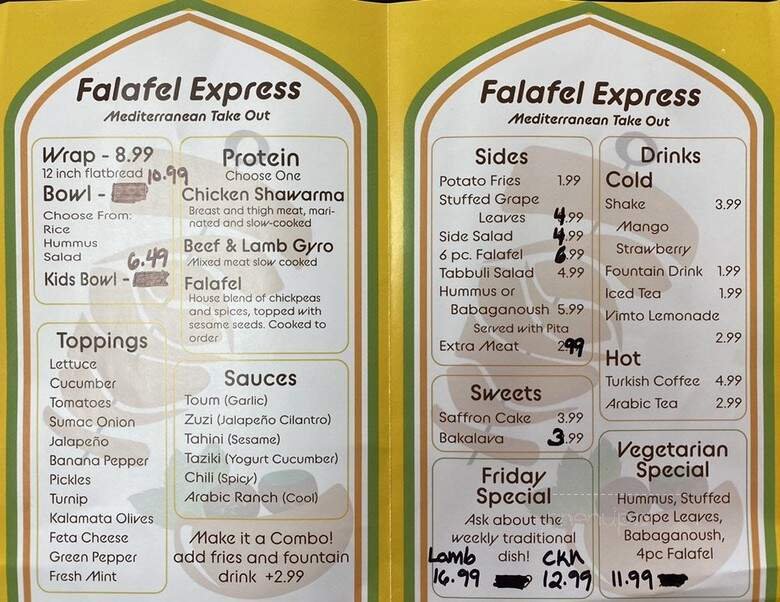 Falafel Express
Mediterranean Take Out
Wrap - 8.99
12 inch flatbread
Bowl - 10.99
Choose From:
Rice
Hummus
Salad
Kids Bowl - 6.49
Protein
Choose One
Chicken Shawarma
Breast and thigh meat, mari-
nated and slow-cooked
Beef & Lamb Gyro
Mixed meat slow cooked
Falafel
House blend of chickpeas
and spices, topped with
sesame seeds. Cooked to
order
Toppings
Lettuce
Cucumber
Tomatoes
Sumac Onion
Jalapeño
Banana Pepper
Pickles
Turnip
Kalamata Olives
Feta Cheese
Green Pepper
Fresh Mint
Sauces
Toum (Garlic)
Zuzi (Jalapeño Cilantro)
Tahini (Sesame)
Taziki (Yogurt Cucumber)
Chili (Spicy)
Arabic Ranch (Cool)
Make it a Combo!
add fries and fountain
drink +2.99
Falafel Express
Mediterranean Take Out
Sides
Potato Fries 1.99
Stuffed Grape
Leaves 4.99
Side Salad 4.99
6 pc. Falafel 6.99
Tabbuli Salad 4.99
Hummus or
Babaganoush 5.99
Served with Pita
Extra Meat 2.99
Sweets
Saffron Cake 3.99
Bakalava 3.99
Friday
Special
Ask about the
weekly traditional
dish!
Lamb 16.99
CKN 12.99
Drinks
Cold
Shake 3.99
Mango
Strawberry
Fountain Drink 1.99
Iced Tea 1.99
Vimto Lemonade
2.99
Hot
Turkish Coffee 4.99
Arabic Tea 2.99
Vegetarian
Special
Hummus, Stuffed
Grape Leaves,
Babaganoush,
4pc Falafel
11.99